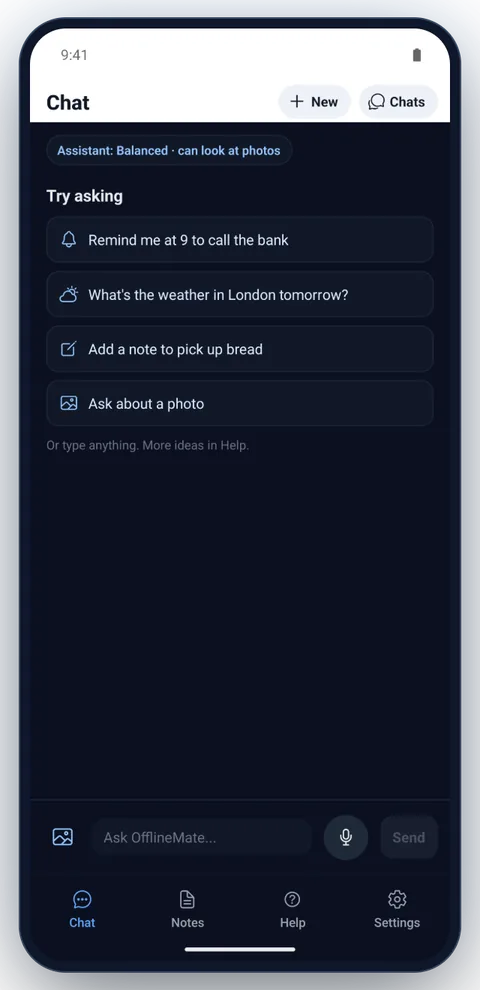 9:41
Chat
New
Chats
Assistant: Balanced · can look at photos
Try asking
Remind me at 9 to call the bank
What's the weather in London tomorrow?
Add a note to pick up bread
Ask about a photo
Or type anything. More ideas in Help.
Ask OfflineMate...
Send
Chat
Notes
Help
Settings